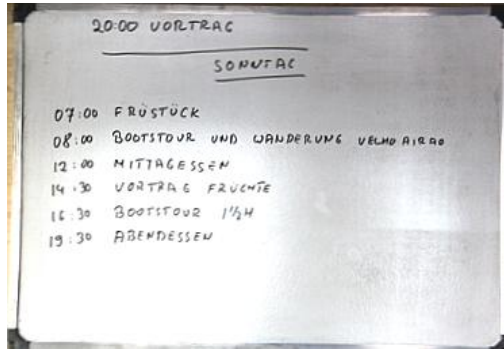 20:00 VORTRAG
SONNTAG
07:00 FRÜSTÜCK
08:00 BOOTSTOUR UND WANDERUNG VELHO AIRAO
12:00 MITTAGESSEN
14:30 VORTRAG FRÜCHTE
16:30 BOOTSTOUR 1½H
19:30 ABENDESSEN